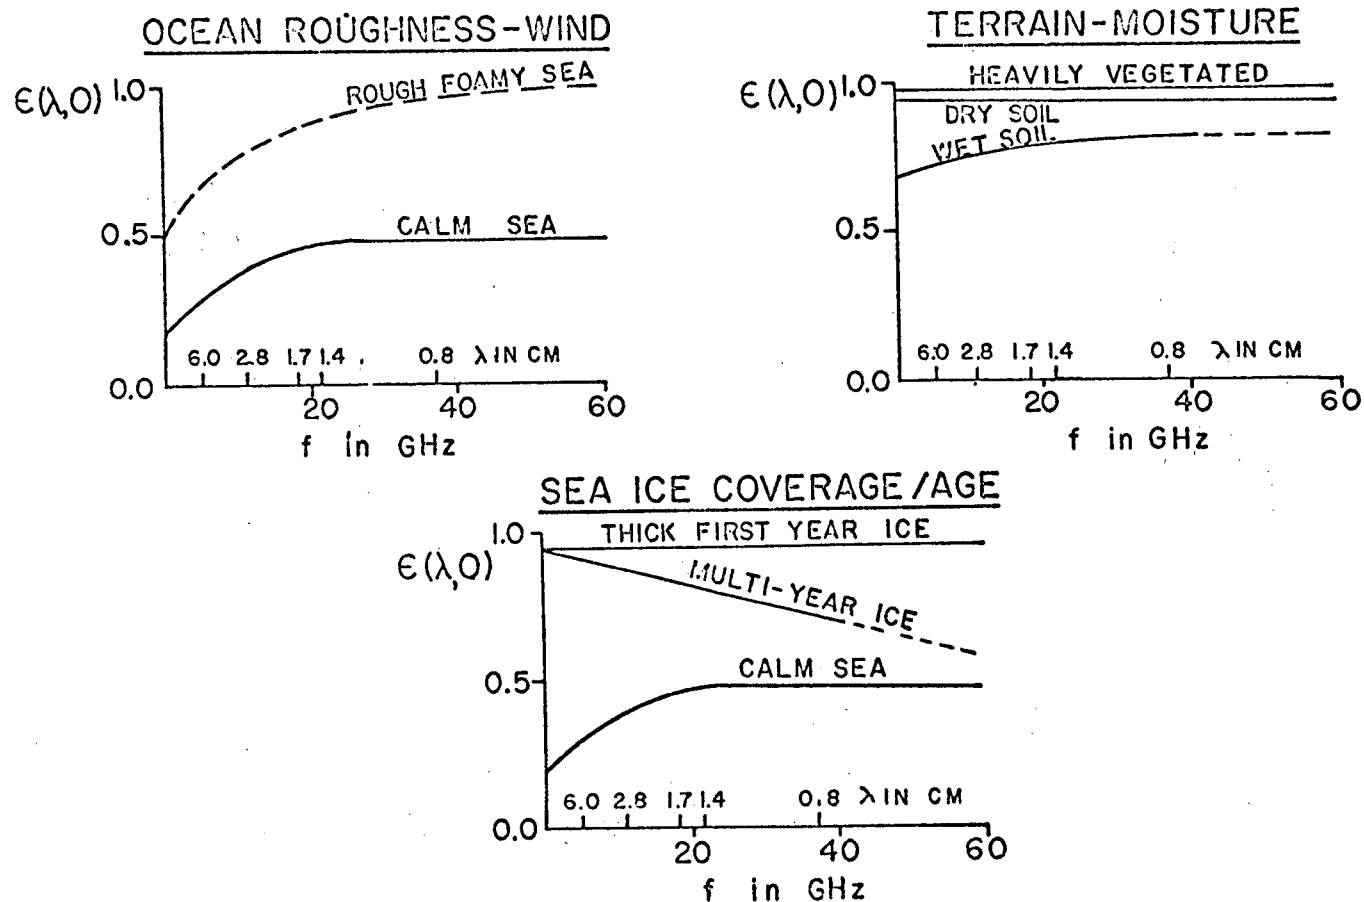 OCEAN ROUGHNESS-WIND
ϵ(λ,0)
1.0
ROUGH FOAMY SEA
0.5
CALM SEA
6.0 2.8 1.7 1.4 0.8 λ IN CM
0.0
20 40 60
f in GHz
TERRAIN-MOISTURE
ϵ(λ,0)
1.0
HEAVILY VEGETATED
DRY SOIL
WET SOIL
0.5
6.0 2.8 1.7 1.4 0.8 λ IN CM
0.0
20 40 60
f in GHz
SEA ICE COVERAGE/AGE
1.0
THICK FIRST YEAR ICE
ϵ(λ,0)
MULTI-YEAR ICE
0.5
CALM SEA
6.0 2.8 1.7 1.4 0.8 λ IN CM
0.0
20 40 60
f in GHz